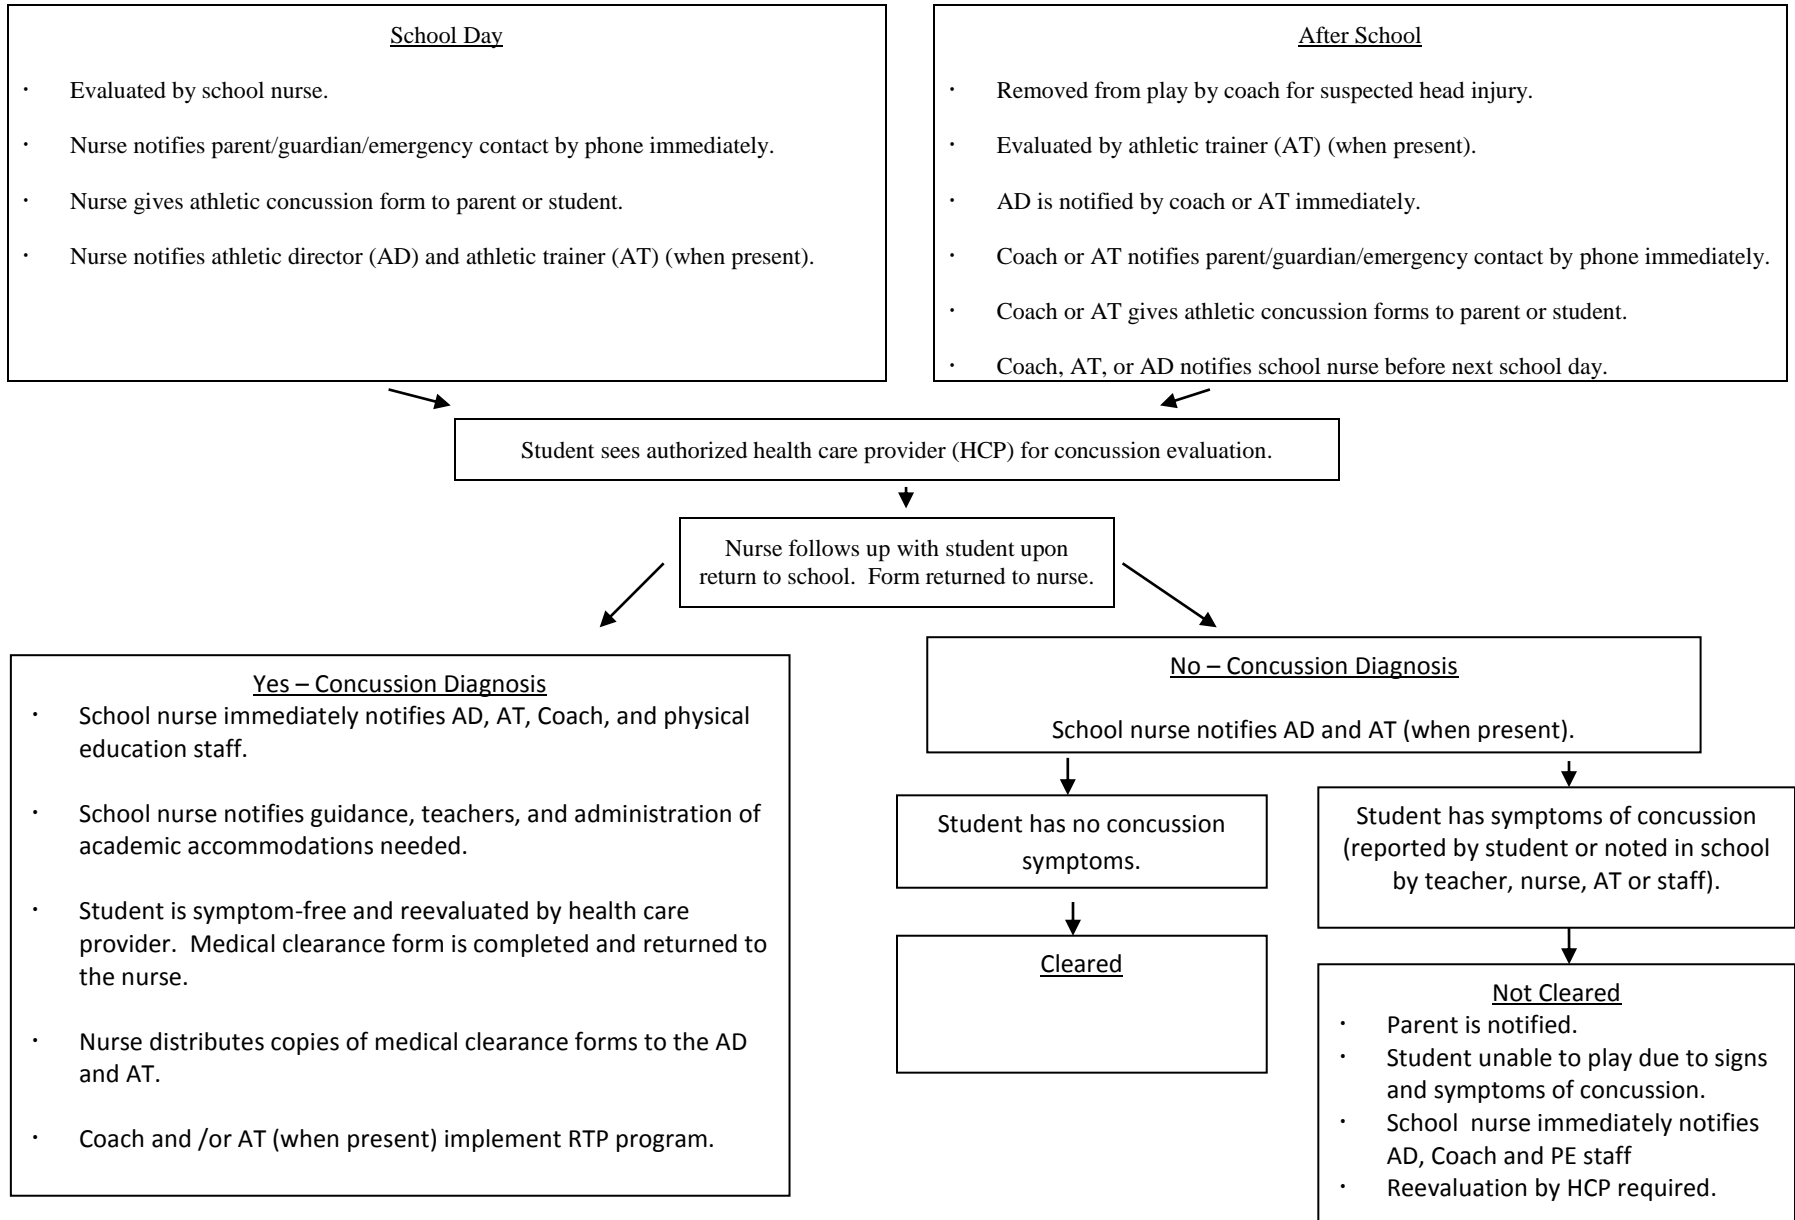 School Day
· Evaluated by school nurse.
· Nurse notifies parent/guardian/emergency contact by phone immediately.
· Nurse gives athletic concussion form to parent or student.
· Nurse notifies athletic director (AD) and athletic trainer (AT) (when present).
After School
· Removed from play by coach for suspected head injury.
· Evaluated by athletic trainer (AT) (when present).
· AD is notified by coach or AT immediately.
· Coach or AT notifies parent/guardian/emergency contact by phone immediately.
· Coach or AT gives athletic concussion forms to parent or student.
· Coach, AT, or AD notifies school nurse before next school day.
Student sees authorized health care provider (HCP) for concussion evaluation.
Nurse follows up with student upon
return to school.  Form returned to nurse.
Yes – Concussion Diagnosis
· School nurse immediately notifies AD, AT, Coach, and physical
education staff.
· School nurse notifies guidance, teachers, and administration of
academic accommodations needed.
· Student is symptom-free and reevaluated by health care
provider.  Medical clearance form is completed and returned to
the nurse.
· Nurse distributes copies of medical clearance forms to the AD
and AT.
· Coach and /or AT (when present) implement RTP program.
No – Concussion Diagnosis
School nurse notifies AD and AT (when present).
Student has no concussion
symptoms.
Cleared
Student has symptoms of concussion
(reported by student or noted in school
by teacher, nurse, AT or staff).
Not Cleared
· Parent is notified.
· Student unable to play due to signs
and symptoms of concussion.
· School  nurse immediately notifies
AD, Coach and PE staff
· Reevaluation by HCP required.